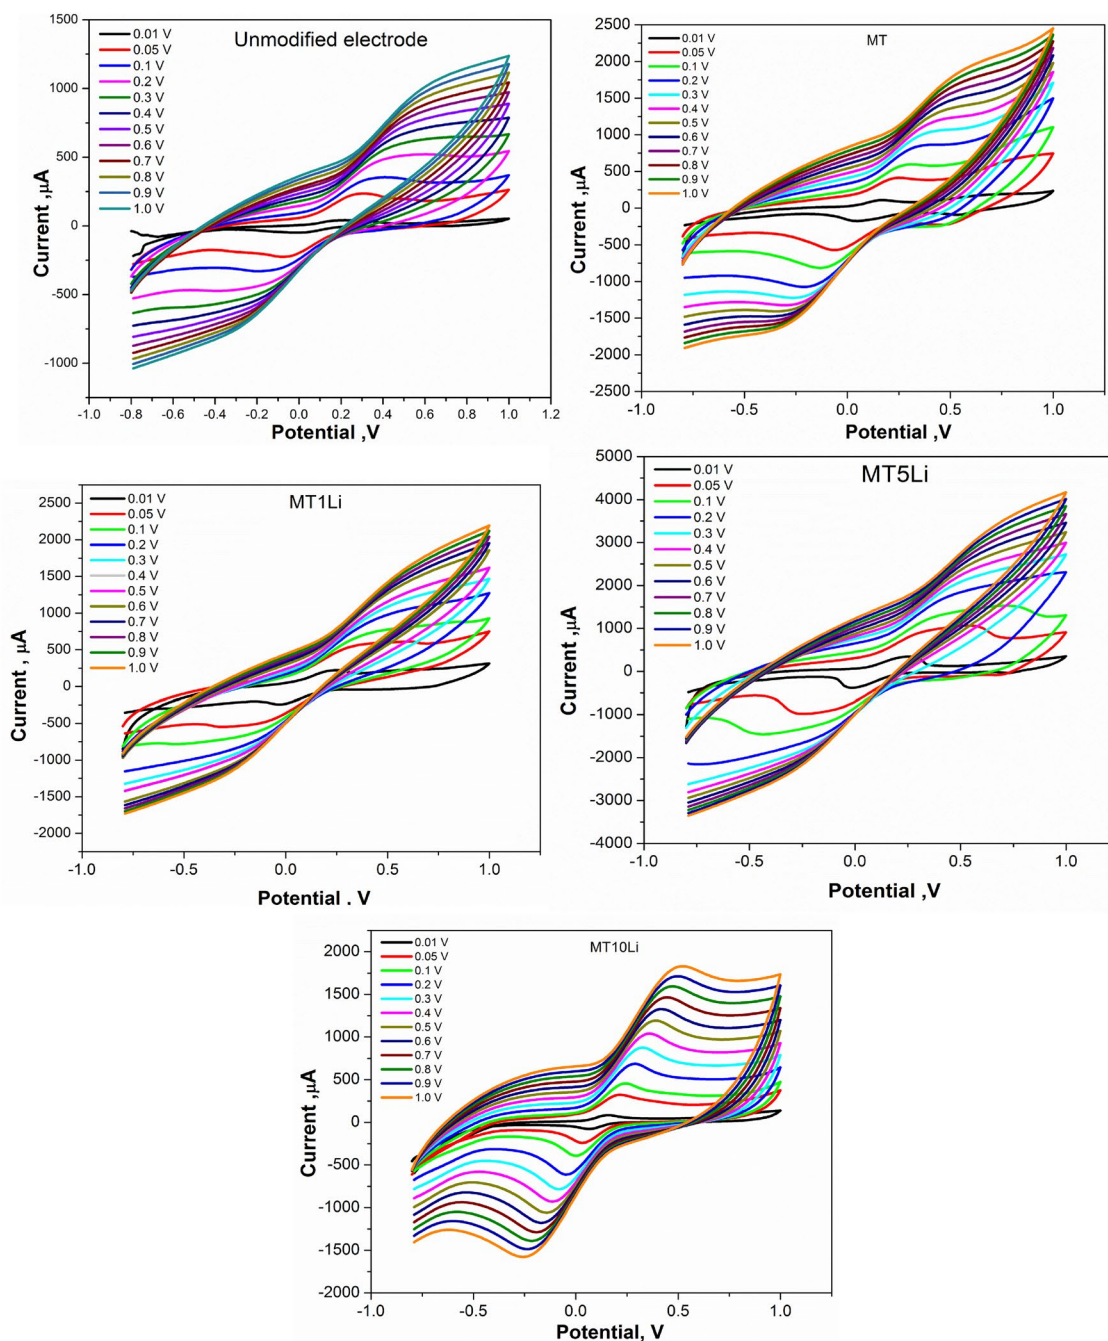 Unmodified electrode
0.01 V
0.05 V
0.1 V
0.2 V
0.3 V
0.4 V
0.5 V
0.6 V
0.7 V
0.8 V
0.9 V
1.0 V
1500
1000
500
0
-500
-1000
Current ,µA
-1.0 -0.8 -0.6 -0.4 -0.2 0.0 0.2 0.4 0.6 0.8 1.0 1.2
Potential ,V
MT
0.01 V
0.05 V
0.1 V
0.2 V
0.3 V
0.4 V
0.5 V
0.6 V
0.7 V
0.8 V
0.9 V
1.0 V
2500
2000
1500
1000
500
0
-500
-1000
-1500
-2000
-2500
Current ,µA
-1.0 -0.5 0.0 0.5 1.0
Potential ,V
MT1Li
0.01 V
0.05 V
0.1 V
0.2 V
0.3 V
0.4 V
0.5 V
0.6 V
0.7 V
0.8 V
0.9 V
1.0 V
2500
2000
1500
1000
500
0
-500
-1000
-1500
-2000
Current , µA
-1.0 -0.5 0.0 0.5 1.0
Potential . V
MT5Li
0.01 V
0.05 V
0.1 V
0.2 V
0.3 V
0.4 V
0.5 V
0.6 V
0.7 V
0.8 V
0.9 V
1.0 V
5000
4000
3000
2000
1000
0
-1000
-2000
-3000
-4000
Current ,µA
-1.0 -0.5 0.0 0.5 1.0
Potential ,V
MT10Li
0.01 V
0.05 V
0.1 V
0.2 V
0.3 V
0.4 V
0.5 V
0.6 V
0.7 V
0.8 V
0.9 V
1.0 V
2000
1500
1000
500
0
-500
-1000
-1500
-2000
Current ,µA
-1.0 -0.5 0.0 0.5 1.0
Potential, V